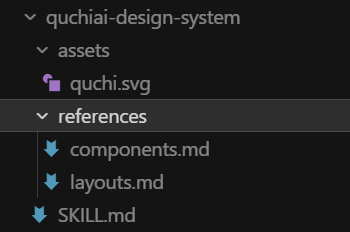 quchiai-design-system
assets
quchi.svg
references
components.md
layouts.md
SKILL.md